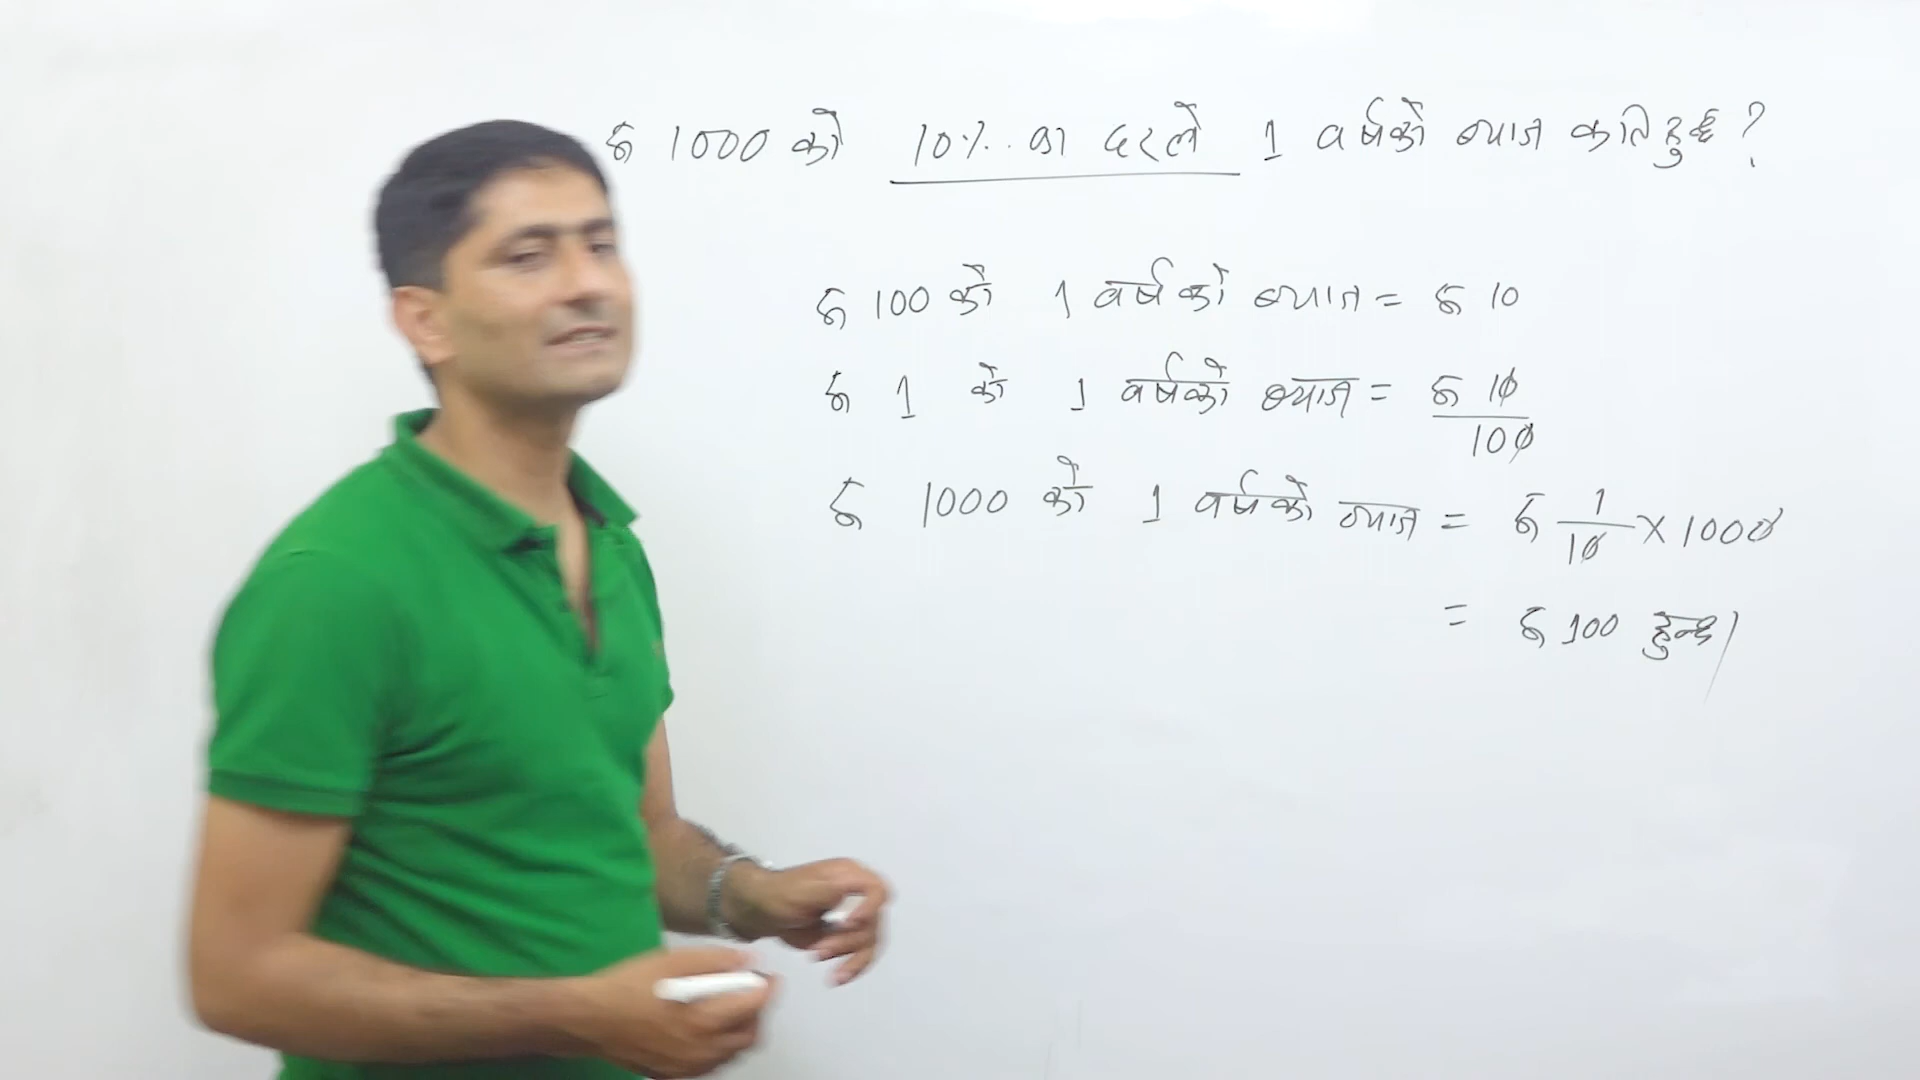 रु 1000 को 10% का दरले 1 वर्षको ब्याज कति हुन्छ ?
रु 100 को 1 वर्षको ब्याज = रु 10
रु 1 को 1 वर्षको ब्याज = रु 10/100
रु 1000 को 1 वर्षको ब्याज = रु 1/10 × 1000
= रु 100 हुन्छ।